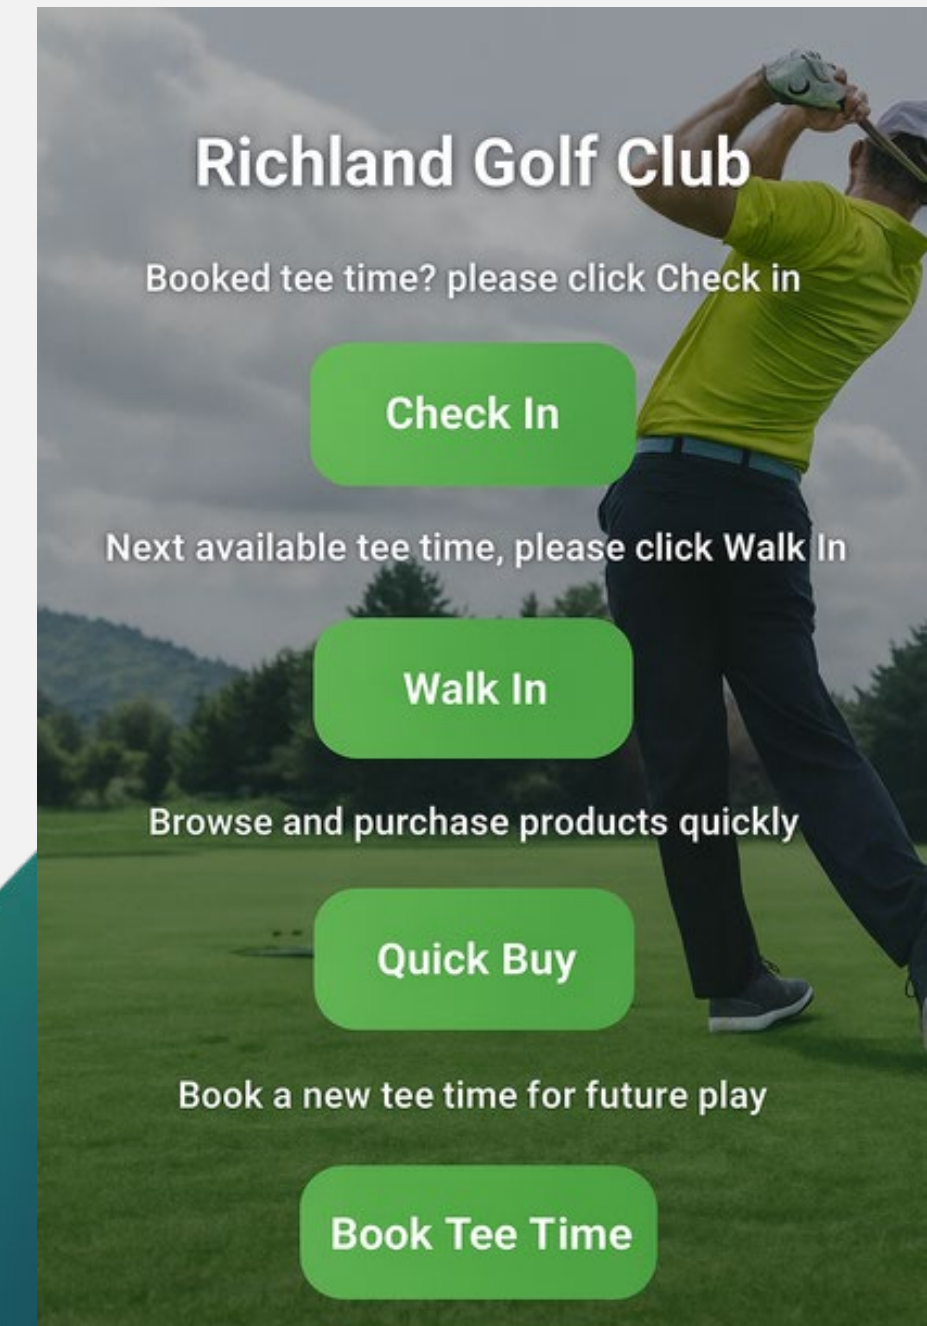 Richland Golf Club
Booked tee time? please click Check in
Check In
Next available tee time, please click Walk In
Walk In
Browse and purchase products quickly
Quick Buy
Book a new tee time for future play
Book Tee Time